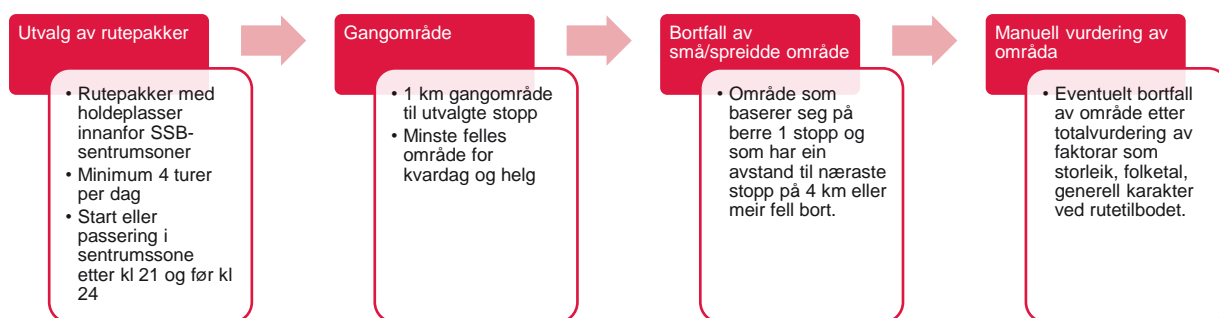 Utvalg av rutepakker
• Rutepakker med
holdeplasser
innanfor SSB-
sentrumsoner
• Minimum 4 turer
per dag
• Start eller
passering i
sentrumssone
etter kl 21 og før kl
24
Gangområde
• 1 km gangområde
til utvalgte stopp
• Minste felles
område for
kvardag og helg
Bortfall av
små/spreidde område
• Område som
baserer seg på
berre 1 stopp og
som har ein
avstand til næraste
stopp på 4 km eller
meir fell bort.
Manuell vurdering av
områda
• Eventuelt bortfall
av område etter
totalvurdering av
faktorar som
storleik, folketal,
generell karakter
ved rutetilbodet.